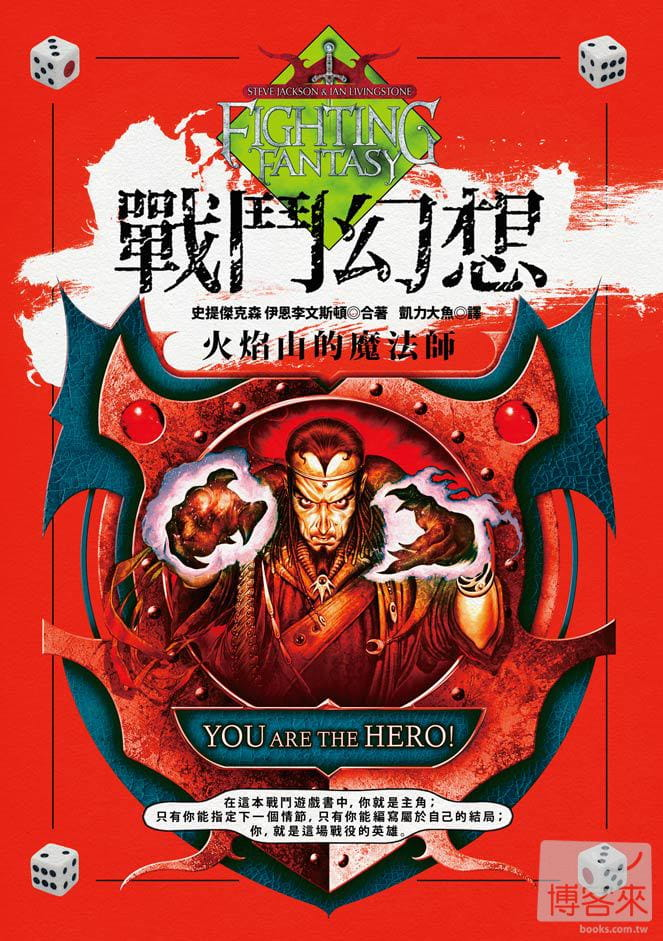 STEVE JACKSON & IAN LIVINGSTONE
FIGHTING
FANTASY
戰鬥幻想
史提傑克森 伊恩李文斯頓◎合著 凱力大魚◎譯
火焰山的魔法師
YOU ARE THE HERO!
在這本戰鬥遊戲書中，你就是主角；
只有你能指定下一個情節，只有你能編寫屬於自己的結局；
你，就是這場戰役的英雄。
博客來
books.com.tw